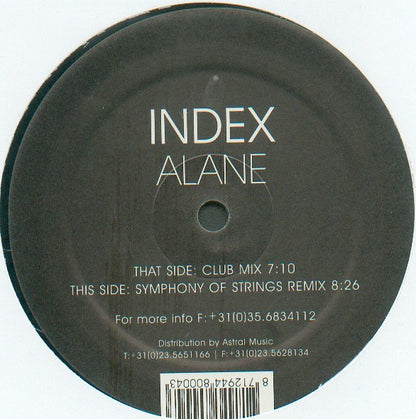 INDEX
ALANE
THAT SIDE: CLUB MIX 7:10
THIS SIDE: SYMPHONY OF STRINGS REMIX 8:26
For more info F:+31(0)35.6834112
Distribution by Astral Music
T:+31(0)23.5651166 | F:+31(0)23.5628134
8 712944 800043